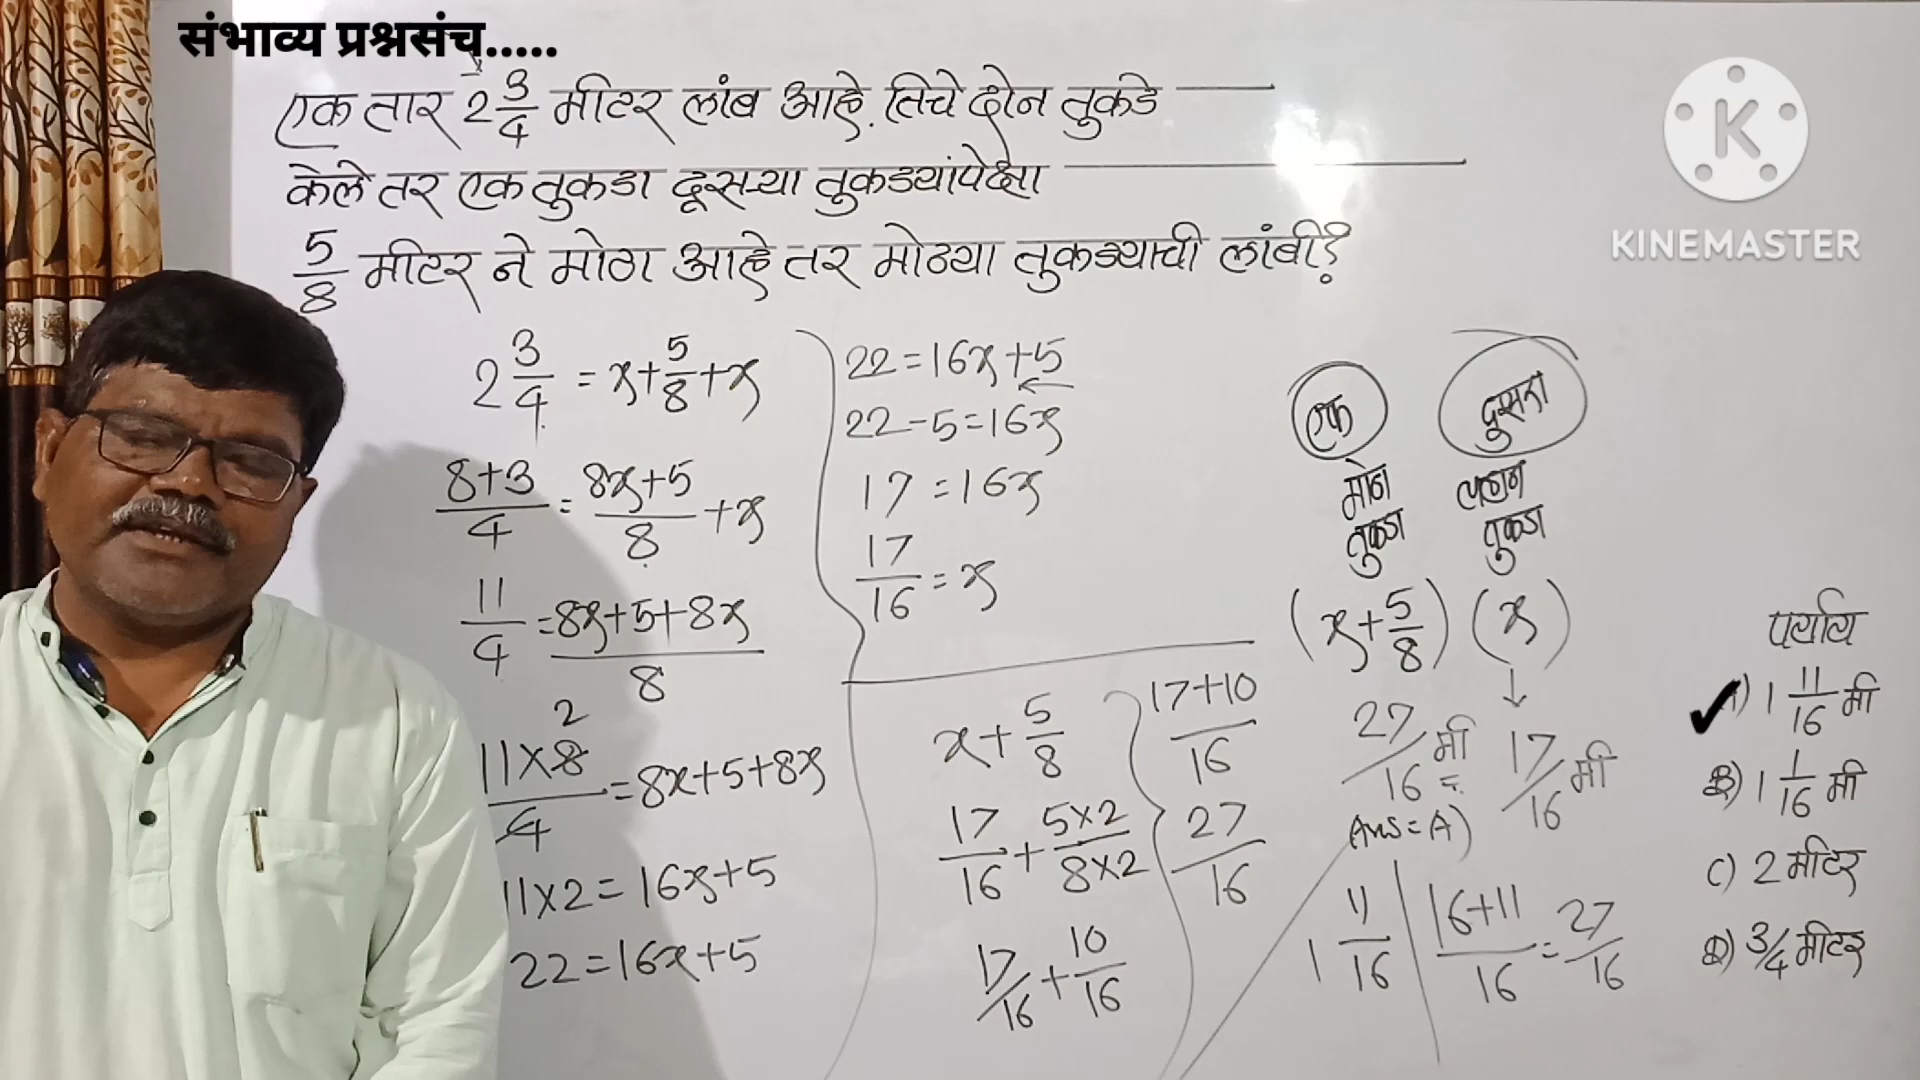 संभाव्य प्रश्नसंच.....
एक तार 2 3/4 मीटर लांब आहे. तिचे दोन तुकडे
केले तर एक तुकडा दूसऱ्या तुकड्यांपेक्षा
5/8 मीटर ने मोठा आहे तर मोठ्या तुकड्याची लांबी?
K
KINEMASTER
2 3/4 = x + 5/8 + x
8+3/4 = 8x+5/8 + x
11/4 = 8x+5+8x/8
2
11×8/4 = 8x+5+8x
11×2 = 16x+5
22 = 16x+5
22 = 16x+5
22-5 = 16x
17 = 16x
17/16 = x
x + 5/8
17/16 + 5×2/8×2
17/16 + 10/16
17+10/16
27/16
एक दूसरा
मोठा लहान
तुकडा तुकडा
(x + 5/8) (x)
27/16 मी = 17/16 मी
Ans = A)
1 11/16 16+11/16 = 27/16
पर्याय
A) 1 11/16 मी
B) 1 1/16 मी
C) 2 मीटर
D) 3/4 मीटर